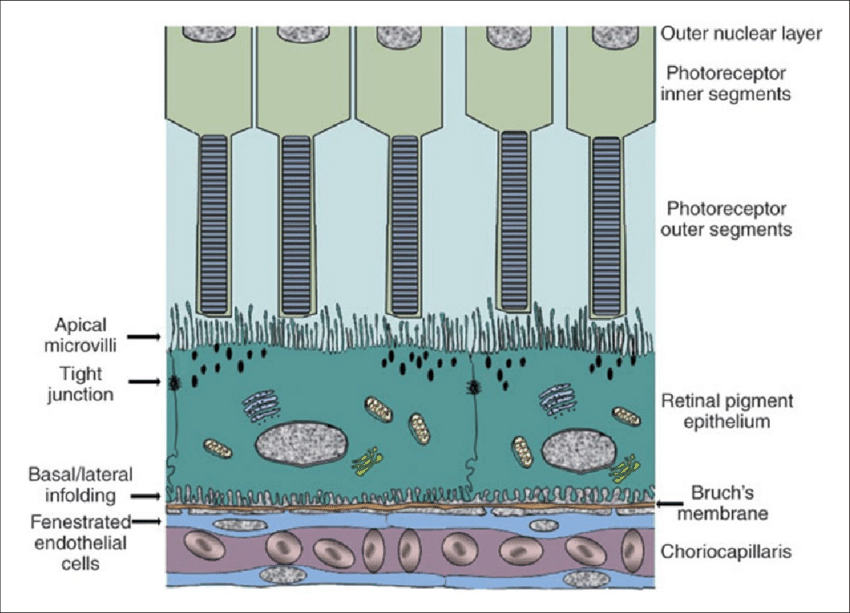 Outer nuclear layer
Photoreceptor
inner segments
Photoreceptor
outer segments
Apical
microvilli
Tight
junction
Retinal pigment
epithelium
Basal/lateral
infolding
Bruch's
membrane
Fenestrated
endothelial
cells
Choriocapillaris